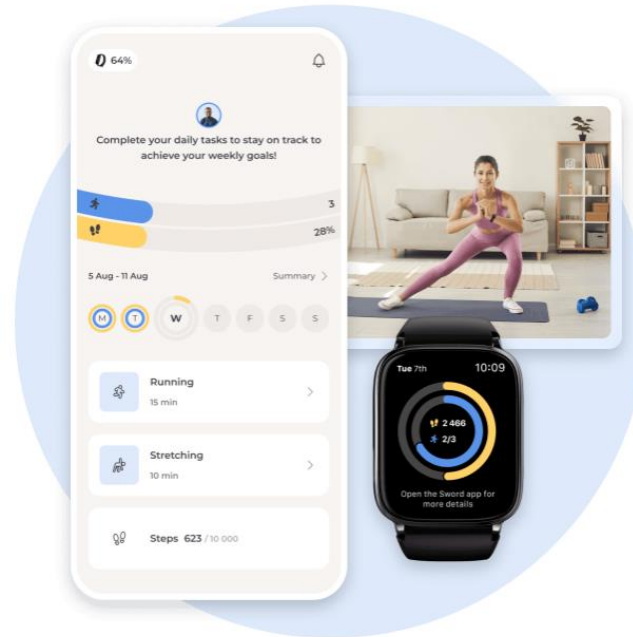 64%
Complete your daily tasks to stay on track to
achieve your weekly goals!
3
28%
5 Aug - 11 Aug
Summary
M T W T F S S
Running
15 min
Stretching
10 min
Steps 623 / 10 000
Tue 7th 10:09
2 466
2/3
Open the Sword app for
more details